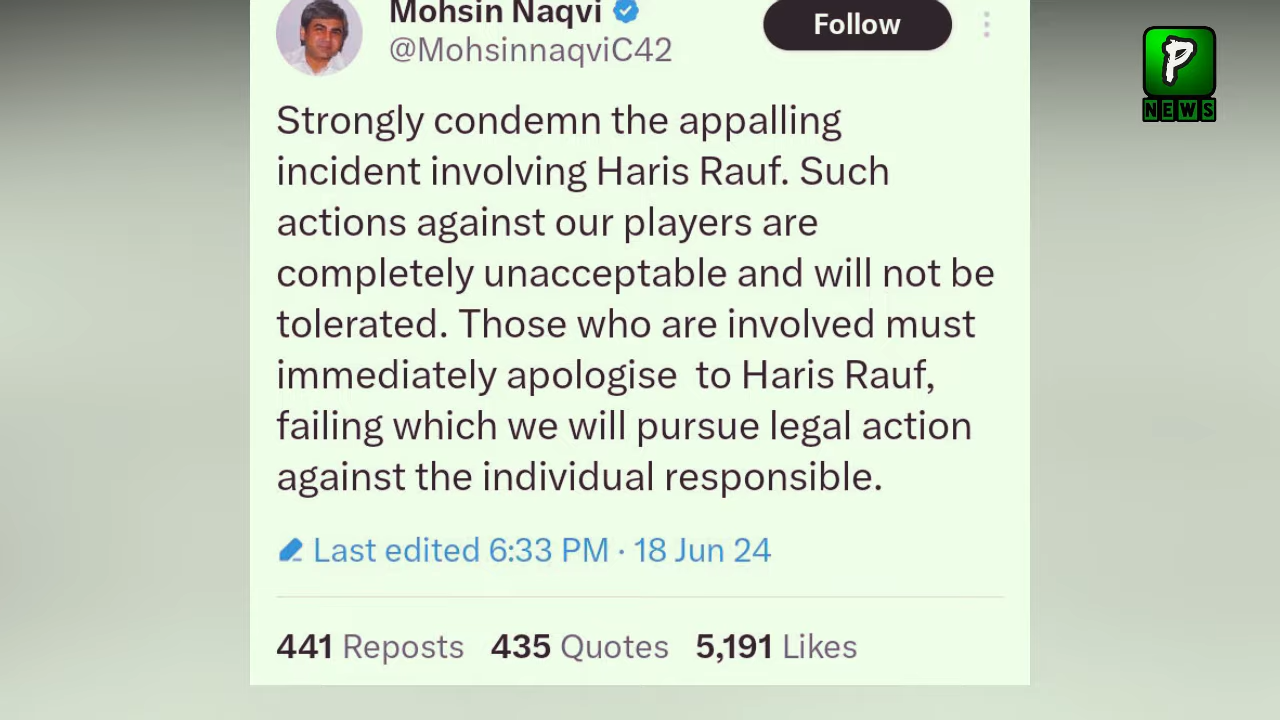 Mohsin Naqvi
@MohsinnaqviC42
Follow
P
NEWS
Strongly condemn the appalling
incident involving Haris Rauf. Such
actions against our players are
completely unacceptable and will not be
tolerated. Those who are involved must
immediately apologise  to Haris Rauf,
failing which we will pursue legal action
against the individual responsible.
Last edited 6:33 PM · 18 Jun 24
441 Reposts 435 Quotes 5,191 Likes